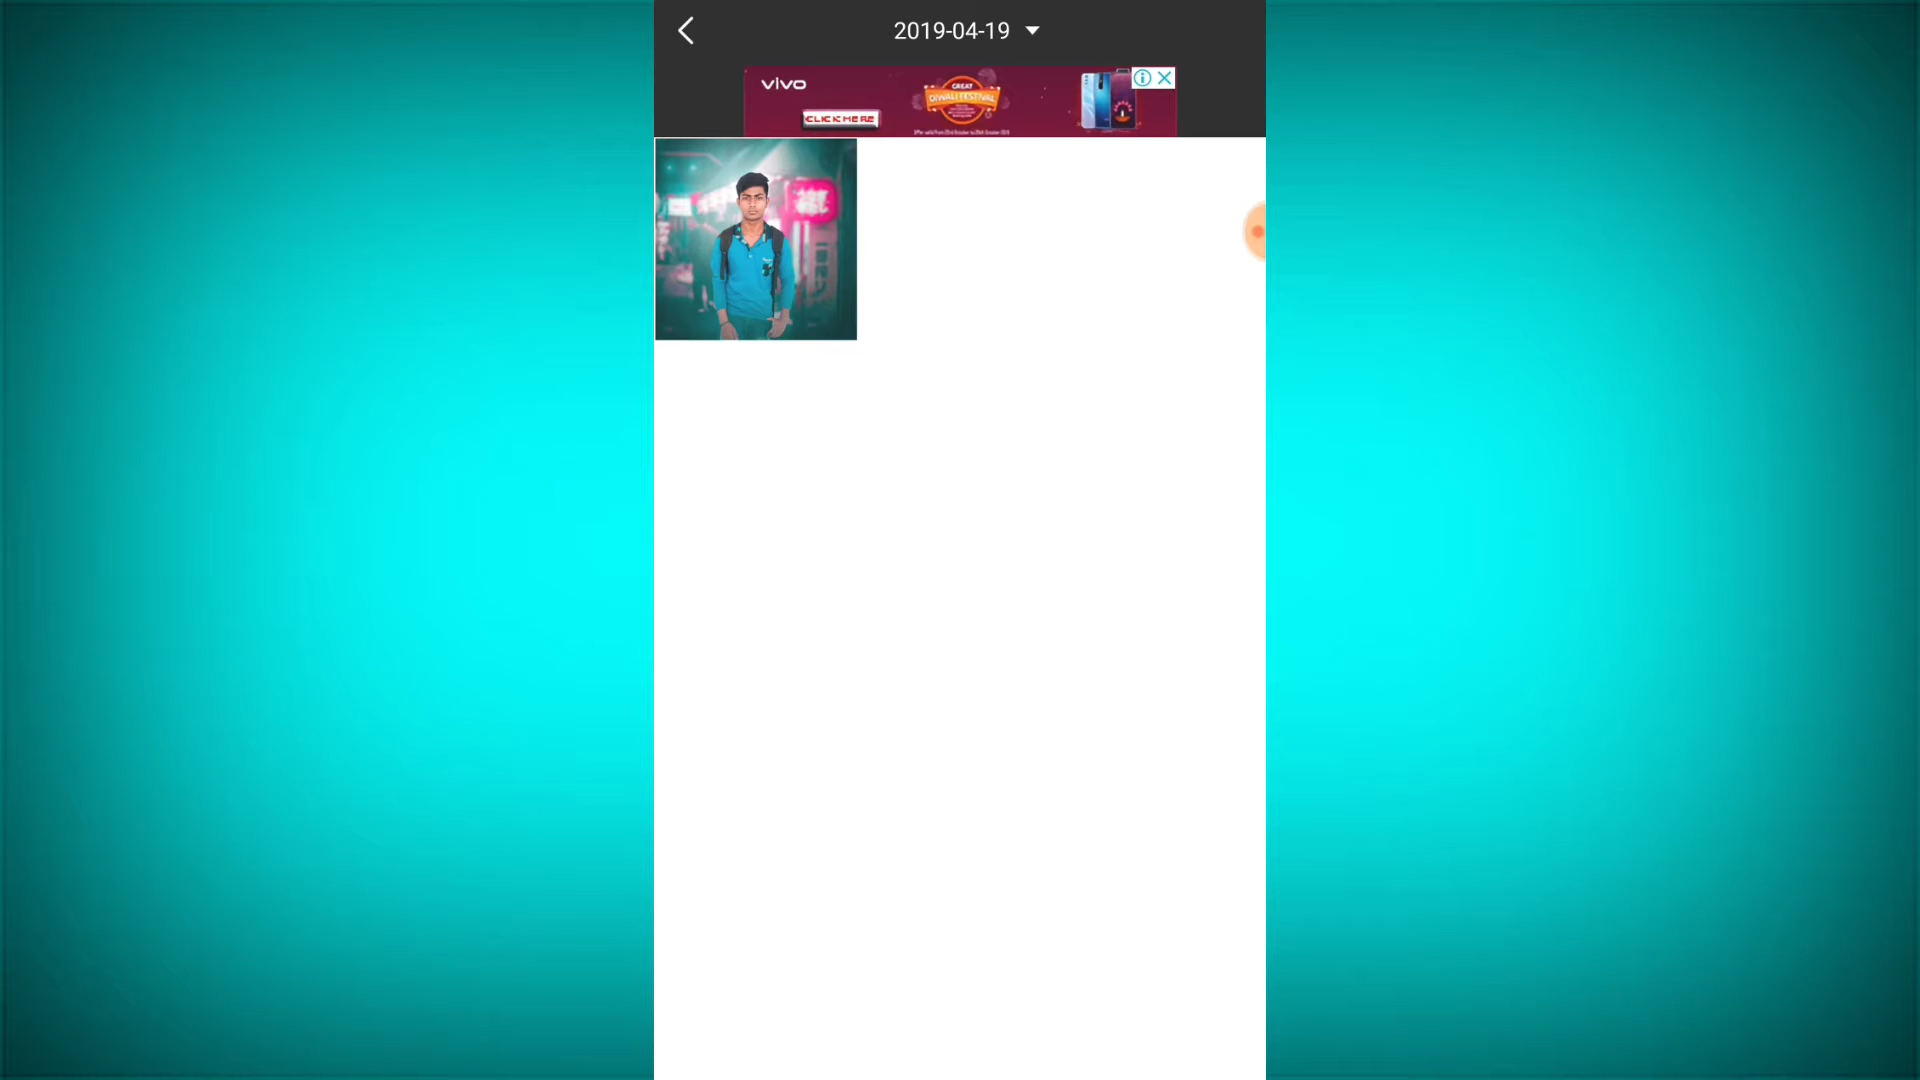 2019-04-19
vivo
GREAT
DIWALI FESTIVAL
CLICK HERE